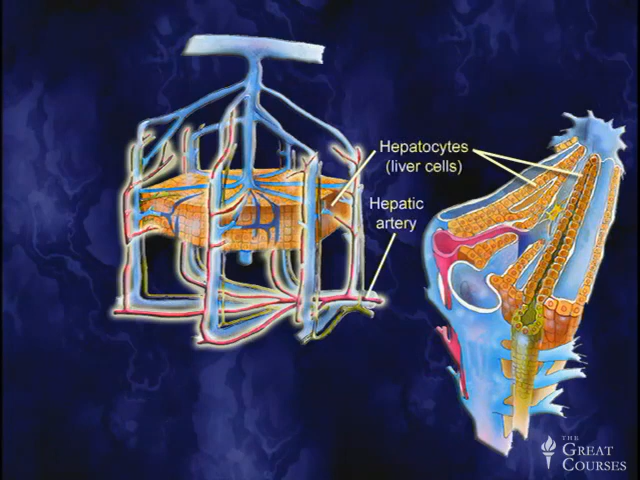 Hepatocytes
(liver cells)
Hepatic
artery
THE
GREAT
COURSES